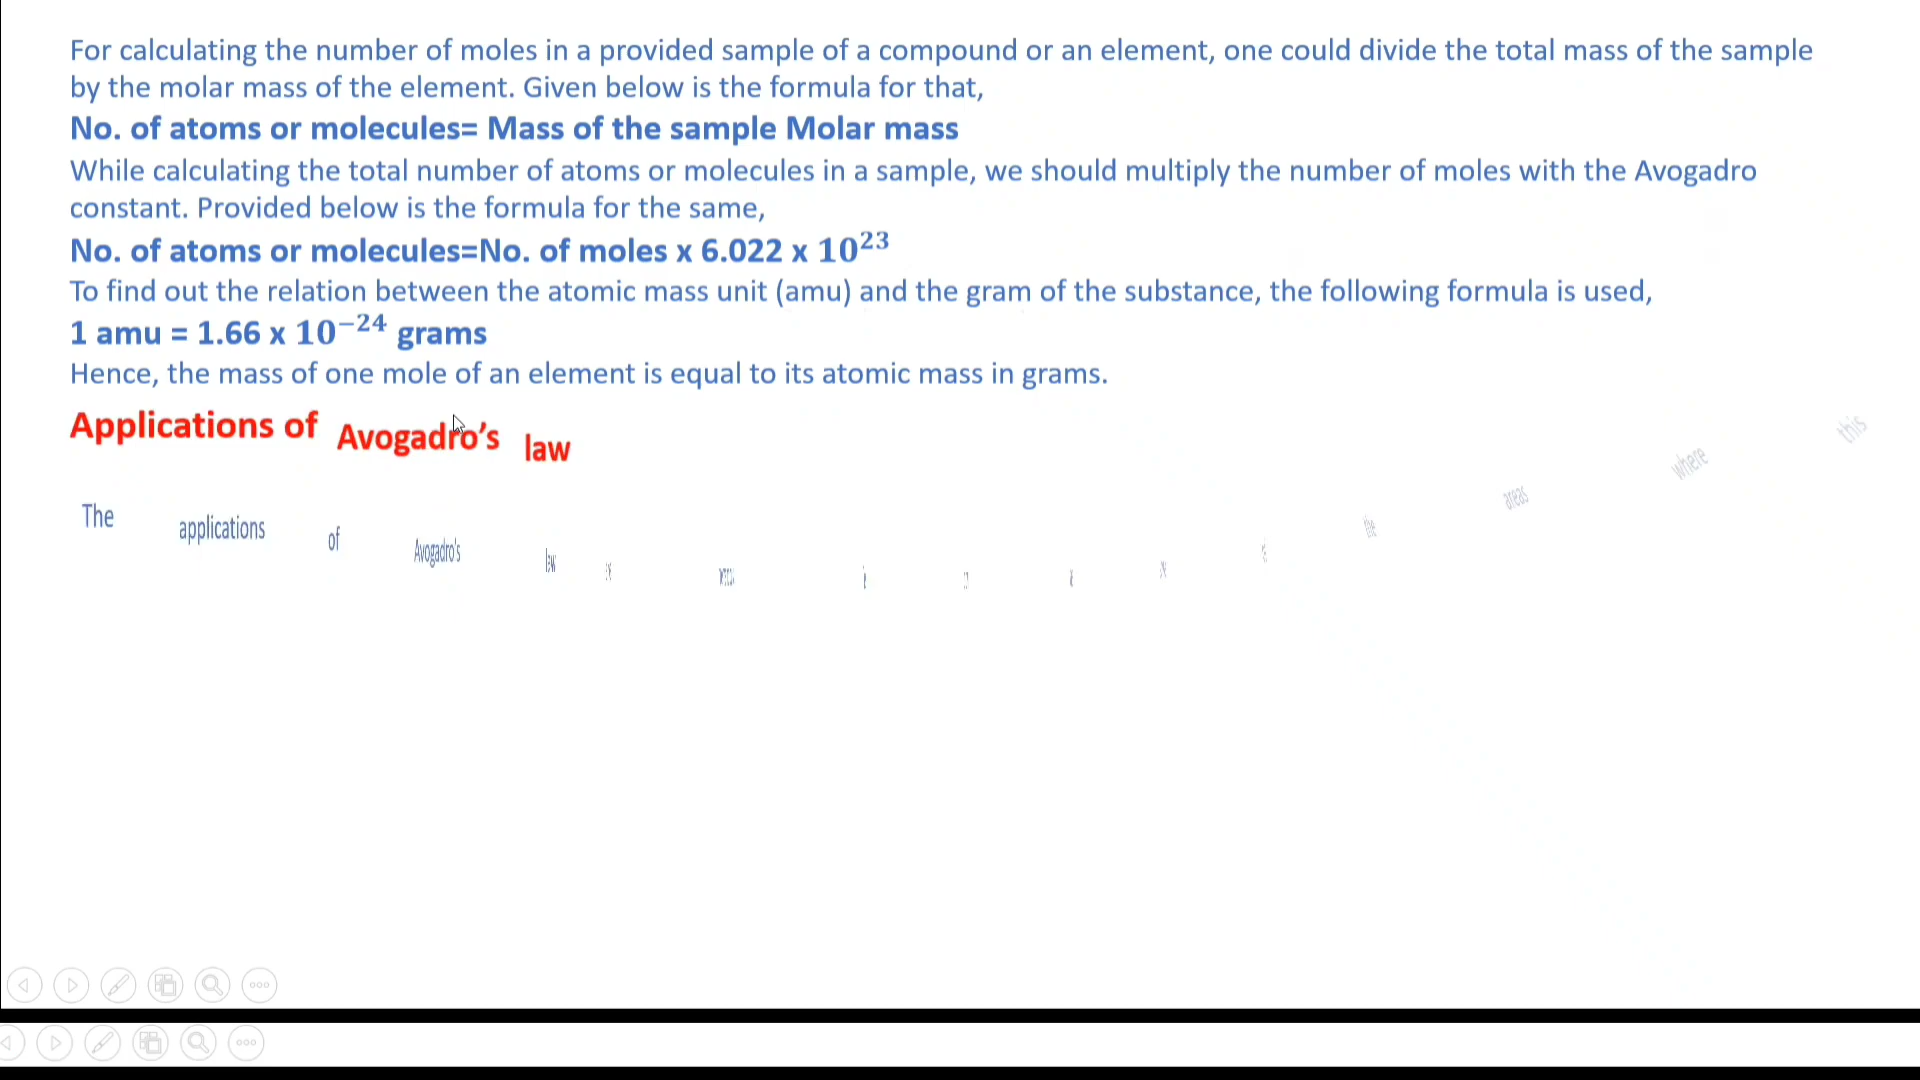 For calculating the number of moles in a provided sample of a compound or an element, one could divide the total mass of the sample
by the molar mass of the element. Given below is the formula for that,
No. of atoms or molecules= Mass of the sample Molar mass
While calculating the total number of atoms or molecules in a sample, we should multiply the number of moles with the Avogadro
constant. Provided below is the formula for the same,
No. of atoms or molecules=No. of moles x 6.022 x 10²³
To find out the relation between the atomic mass unit (amu) and the gram of the substance, the following formula is used,
1 amu = 1.66 x 10⁻²⁴ grams
Hence, the mass of one mole of an element is equal to its atomic mass in grams.
Applications of Avogadro’s law
The applications of Avogadro's law the areas where this